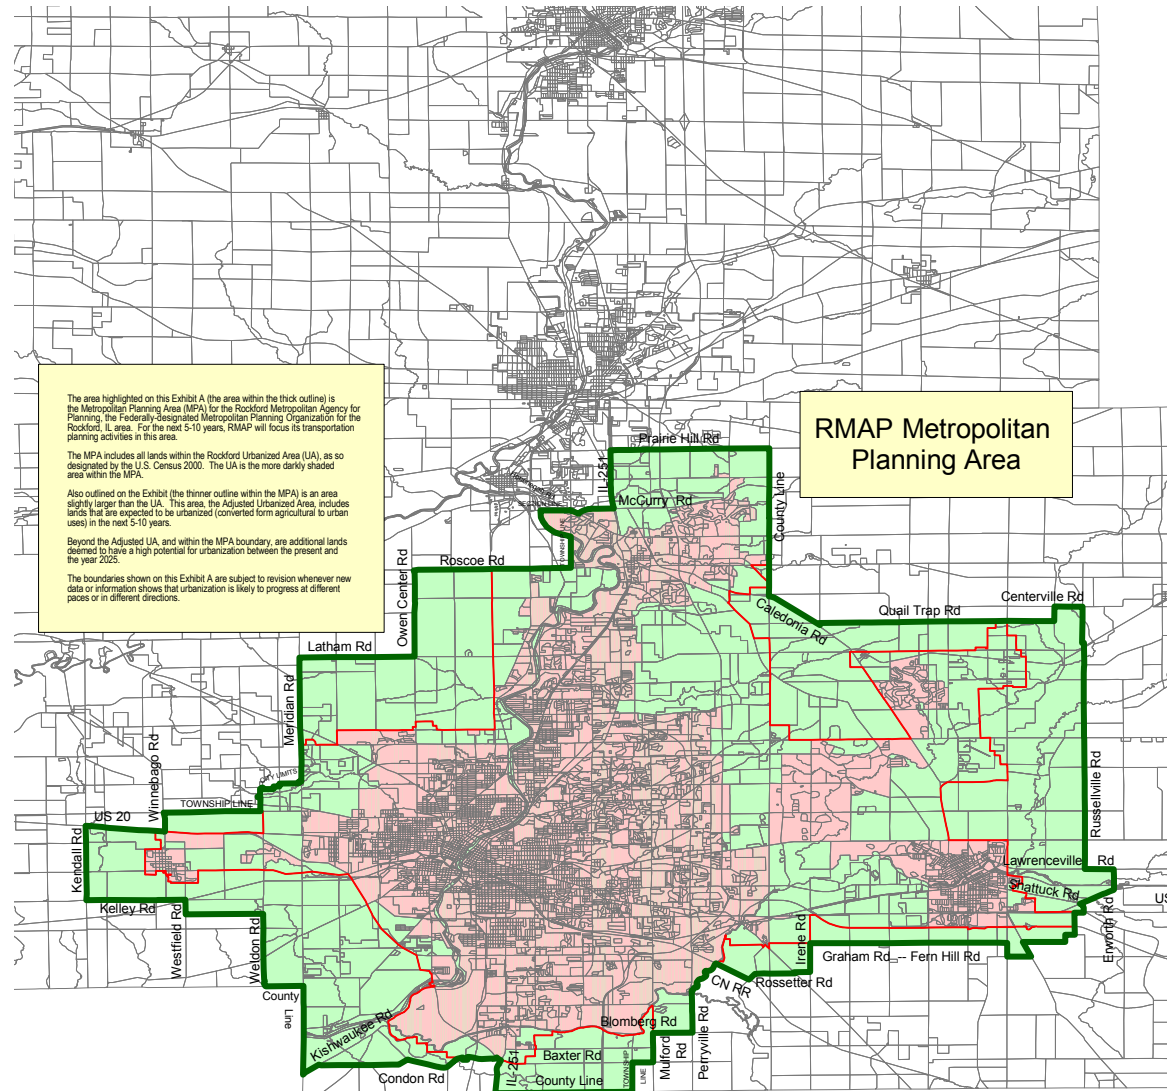 The area highlighted on this Exhibit A (the area within the thick outline) is
the Metropolitan Planning Area (MPA) for the Rockford Metropolitan Agency for
Planning, the Federally-designated Metropolitan Planning Organization for the
Rockford, IL area. For the next 5-10 years, RMAP will focus its transportation
planning activities in this area.
The MPA includes all lands within the Rockford Urbanized Area (UA), as so
designated by the U.S. Census 2000. The UA is the more darkly shaded
area within the MPA.
Also outlined on the Exhibit (the thinner outline within the MPA) is an area
slightly larger than the UA. This area, the Adjusted Urbanized Area, includes
lands that are expected to be urbanized (converted form agricultural to urban
uses) in the next 5-10 years.
Beyond the Adjusted UA, and within the MPA boundary, are additional lands
deemed to have a high potential for urbanization between the present and
the year 2025.
The boundaries shown on this Exhibit A are subject to revision whenever new
data or information shows that urbanization is likely to progress at different
paces or in different directions.
RMAP Metropolitan
Planning Area
Prairie Hill Rd
IL-251
McCurry Rd
County Line
TOWNSHIP LINE
Roscoe Rd
Owen Center Rd
Latham Rd
Meridian Rd
Caledonia Rd
Quail Trap Rd
Centerville Rd
Russellville Rd
CITY LIMITS
TOWNSHIP LINE
Winnebago Rd
US 20
Kendall Rd
Kelley Rd
Westfield Rd
Weldon Rd
County
Line
Kishwaukee Rd
Condon Rd
IL-251
Baxter Rd
County Line
TOWNSHIP
LINE
Blomberg Rd
Mulford
Rd
Perryville Rd
CN RR
Rossetter Rd
Irene Rd
Graham Rd -- Fern Hill Rd
Lawrenceville Rd
Shattuck Rd
Erworth Rd
US